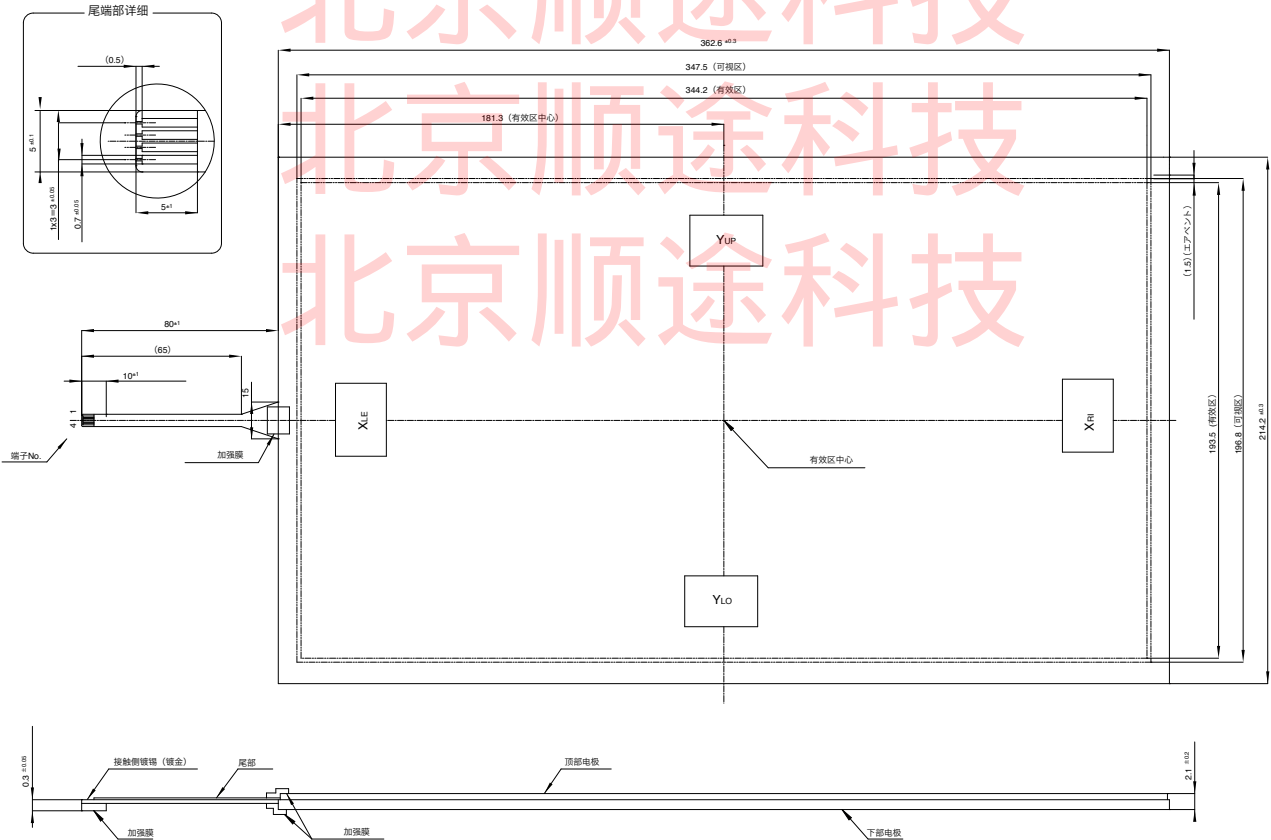 北京顺途科技
尾端部详细
362.6 ±0.3
(0.5)
347.5（可视区）
344.2（有效区）
北京顺途科技
181.3（有效区中心）
5 ±0.1
1x3=3 ±0.05
0.7 ±0.05
5±1
YUP
(1.5)(エアベント)
北京顺途科技
80±1
(65)
10±1
15
1
4
XLE
XRI
193.5（有效区）
196.8（可视区）
214.2 ±0.3
端子No.
加强膜
有效区中心
YLO
0.3 ±0.05
接触侧镀锡（镀金）
尾部
顶部电极
2.1 ±0.2
加强膜
加强膜
下部电极